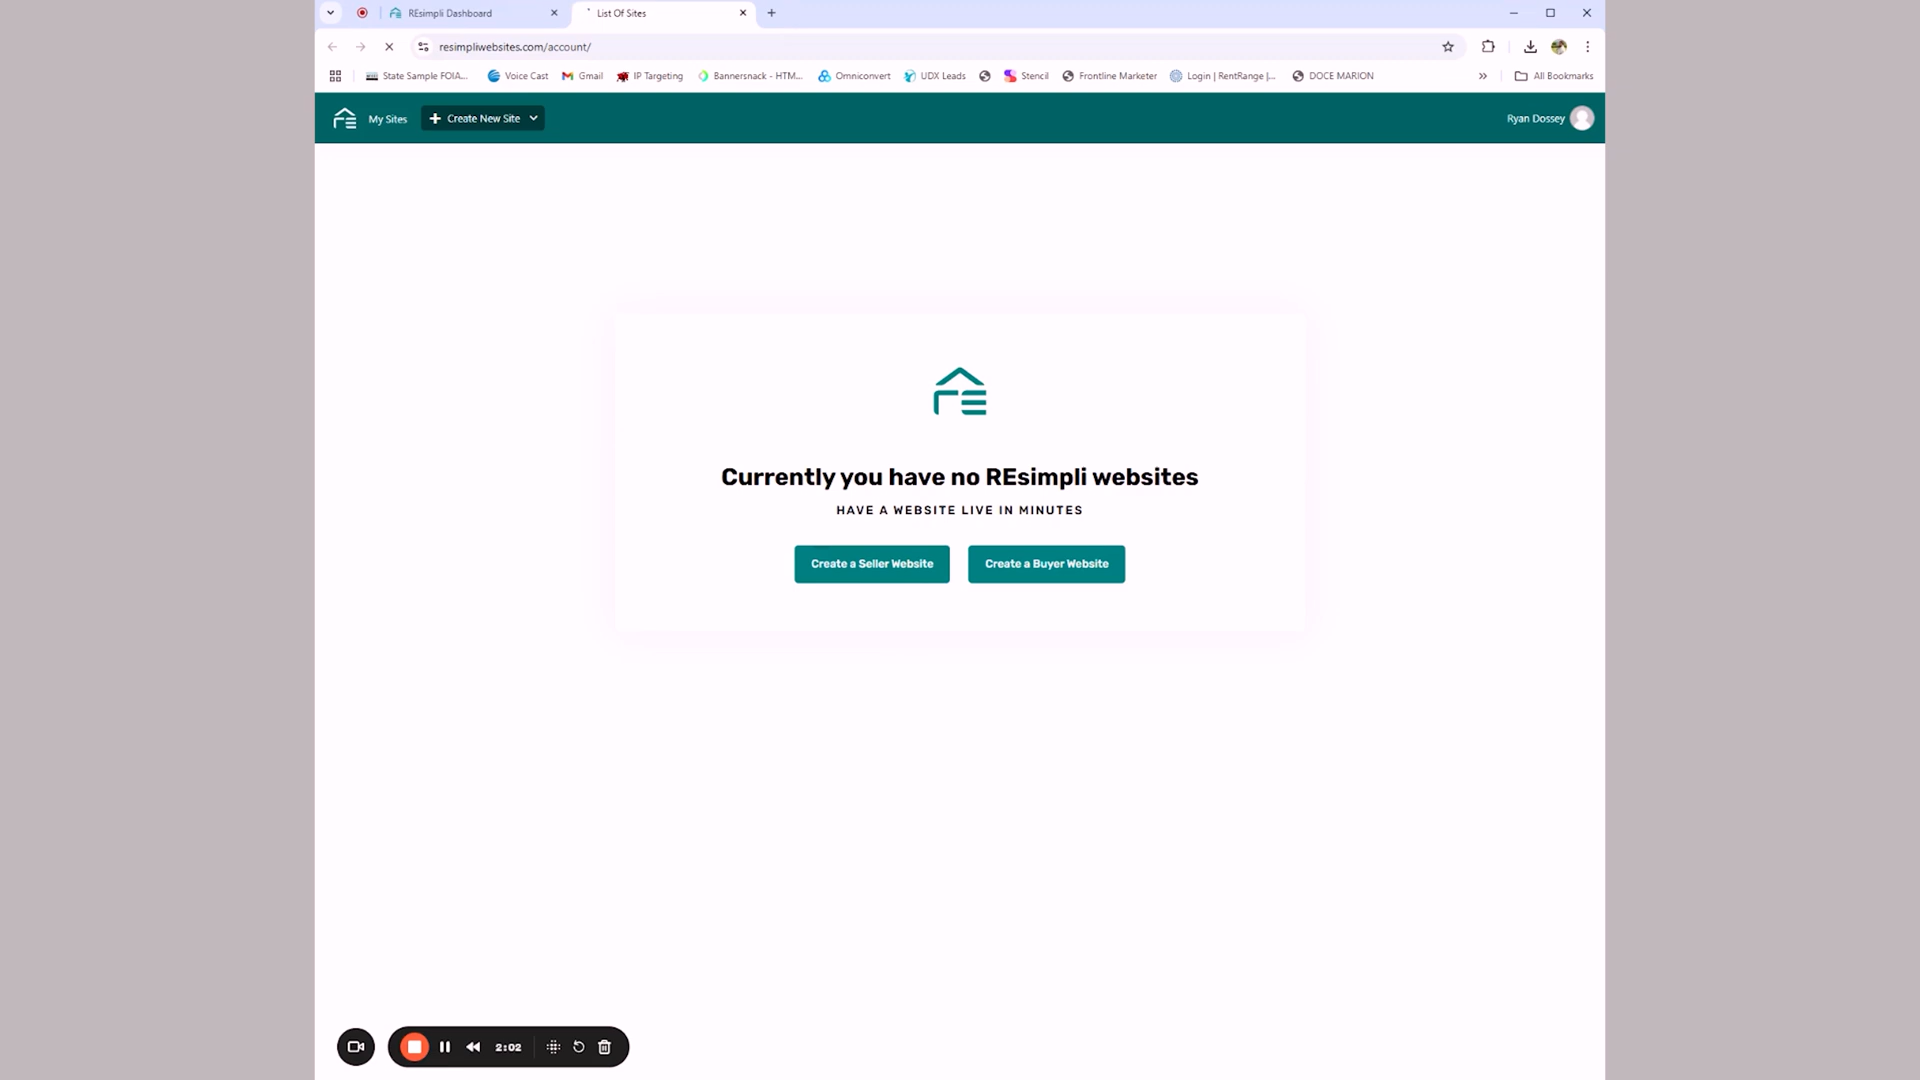 REsimpli Dashboard
List Of Sites
resimpliwebsites.com/account/
State Sample FOIA...
Voice Cast
Gmail
IP Targeting
Bannersnack - HTM...
Omniconvert
UDX Leads
Stencil
Frontline Marketer
Login | RentRange |...
DOCE MARION
All Bookmarks
My Sites
Create New Site
Ryan Dossey
Currently you have no REsimpli websites
HAVE A WEBSITE LIVE IN MINUTES
Create a Seller Website
Create a Buyer Website
2:02